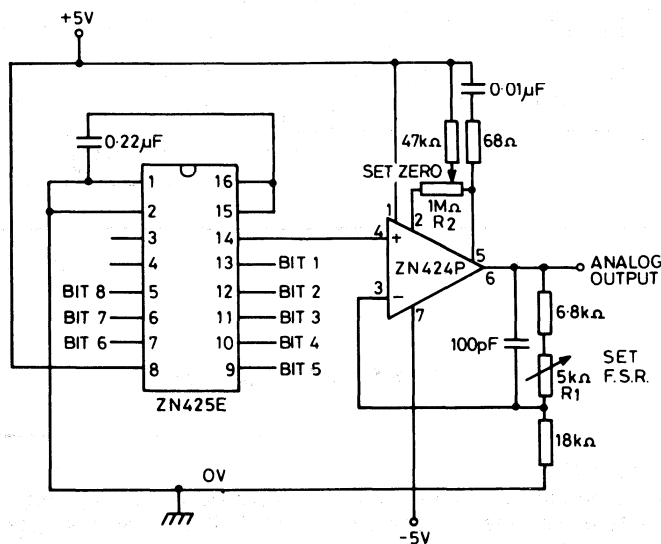 +5V
0·01µF
0·22µF
47kΩ
68Ω
SET ZERO
1MΩ
R2
1
16
2
15
3
14
4
13
BIT 1
BIT 8
5
12
BIT 2
BIT 7
6
11
BIT 3
BIT 6
7
10
BIT 4
8
9
BIT 5
ZN425E
1
2
4
+
ZN424P
5
6
3
−
7
ANALOG
OUTPUT
6·8kΩ
100pF
SET
F.S.R.
5kΩ
R1
18kΩ
0V
-5V